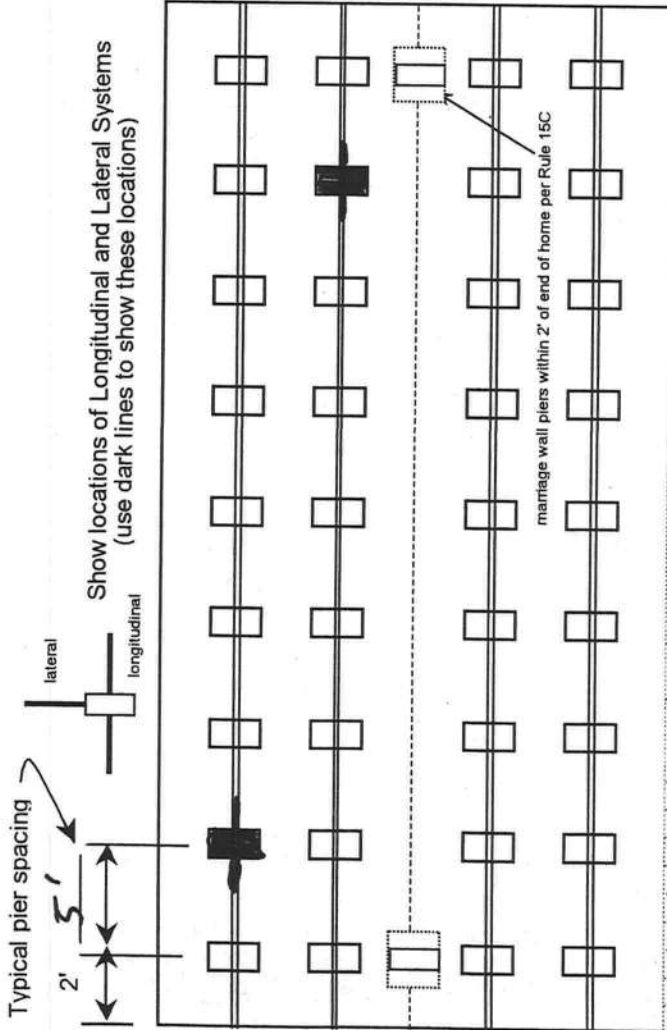 Typical pier spacing
2'
5'
lateral
longitudinal
Show locations of Longitudinal and Lateral Systems
(use dark lines to show these locations)
marriage wall piers within 2' of end of home per Rule 15C